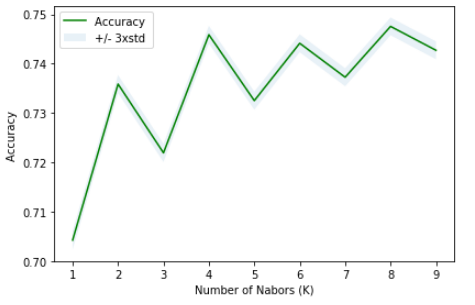 Accuracy
+/- 3xstd
0.75
0.74
0.73
0.72
0.71
0.70
Accuracy
1 2 3 4 5 6 7 8 9
Number of Nabors (K)